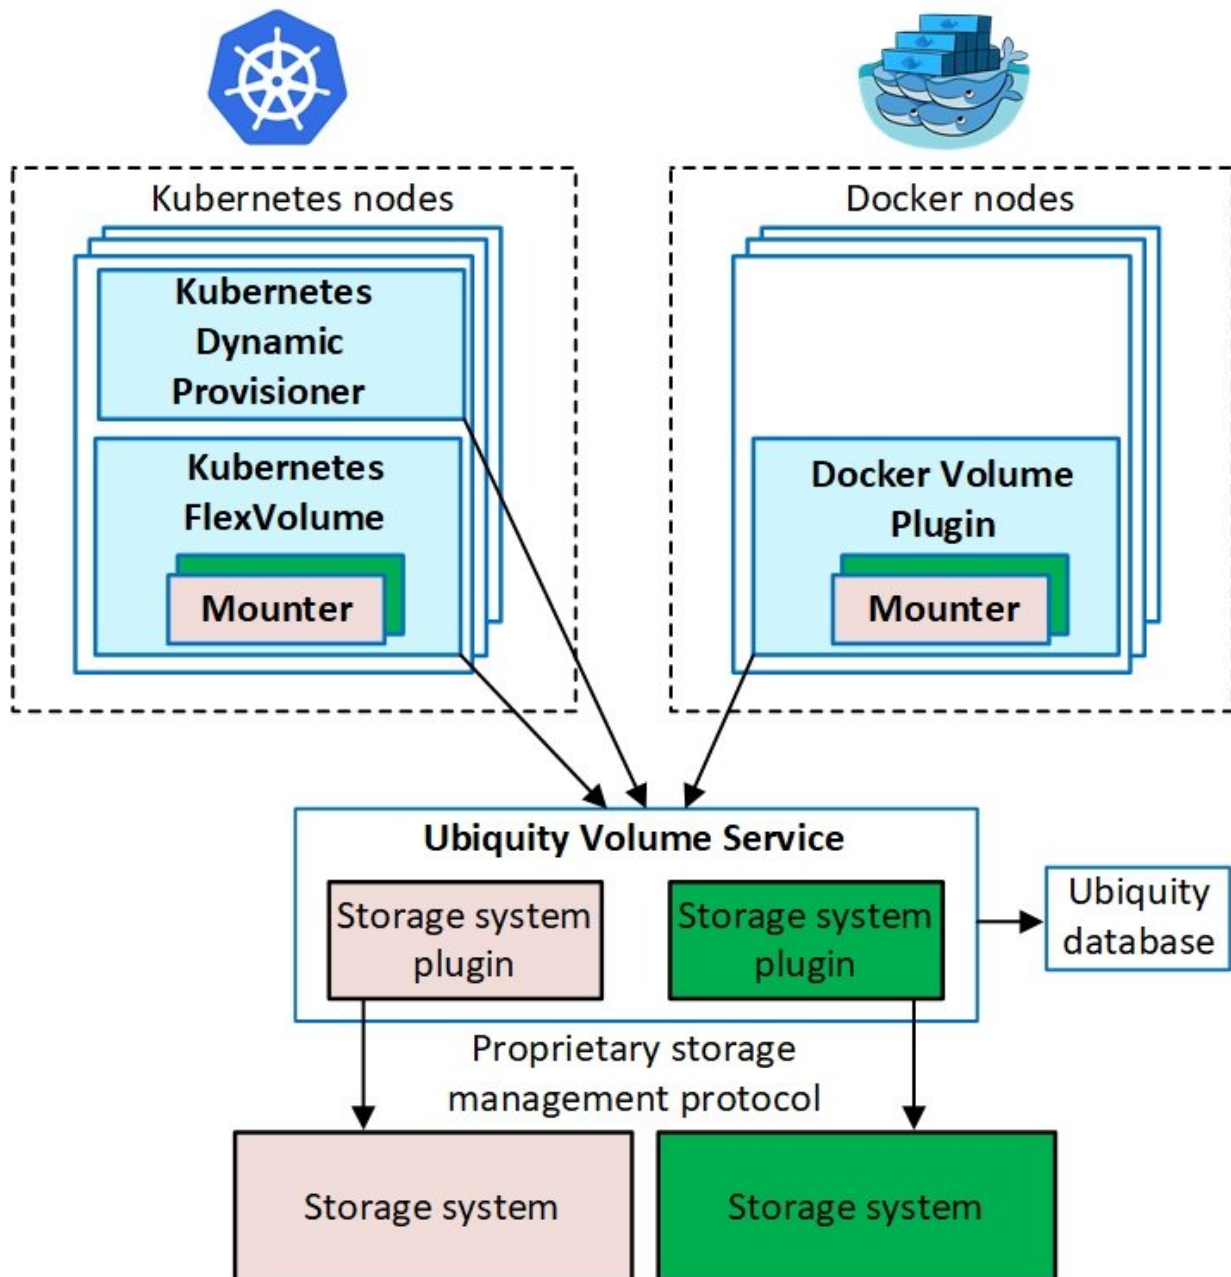 Kubernetes nodes
Kubernetes
Dynamic
Provisioner
Kubernetes
FlexVolume
Mounter
Docker nodes
Docker Volume
Plugin
Mounter
Ubiquity Volume Service
Storage system
plugin
Storage system
plugin
Ubiquity
database
Proprietary storage
management protocol
Storage system
Storage system